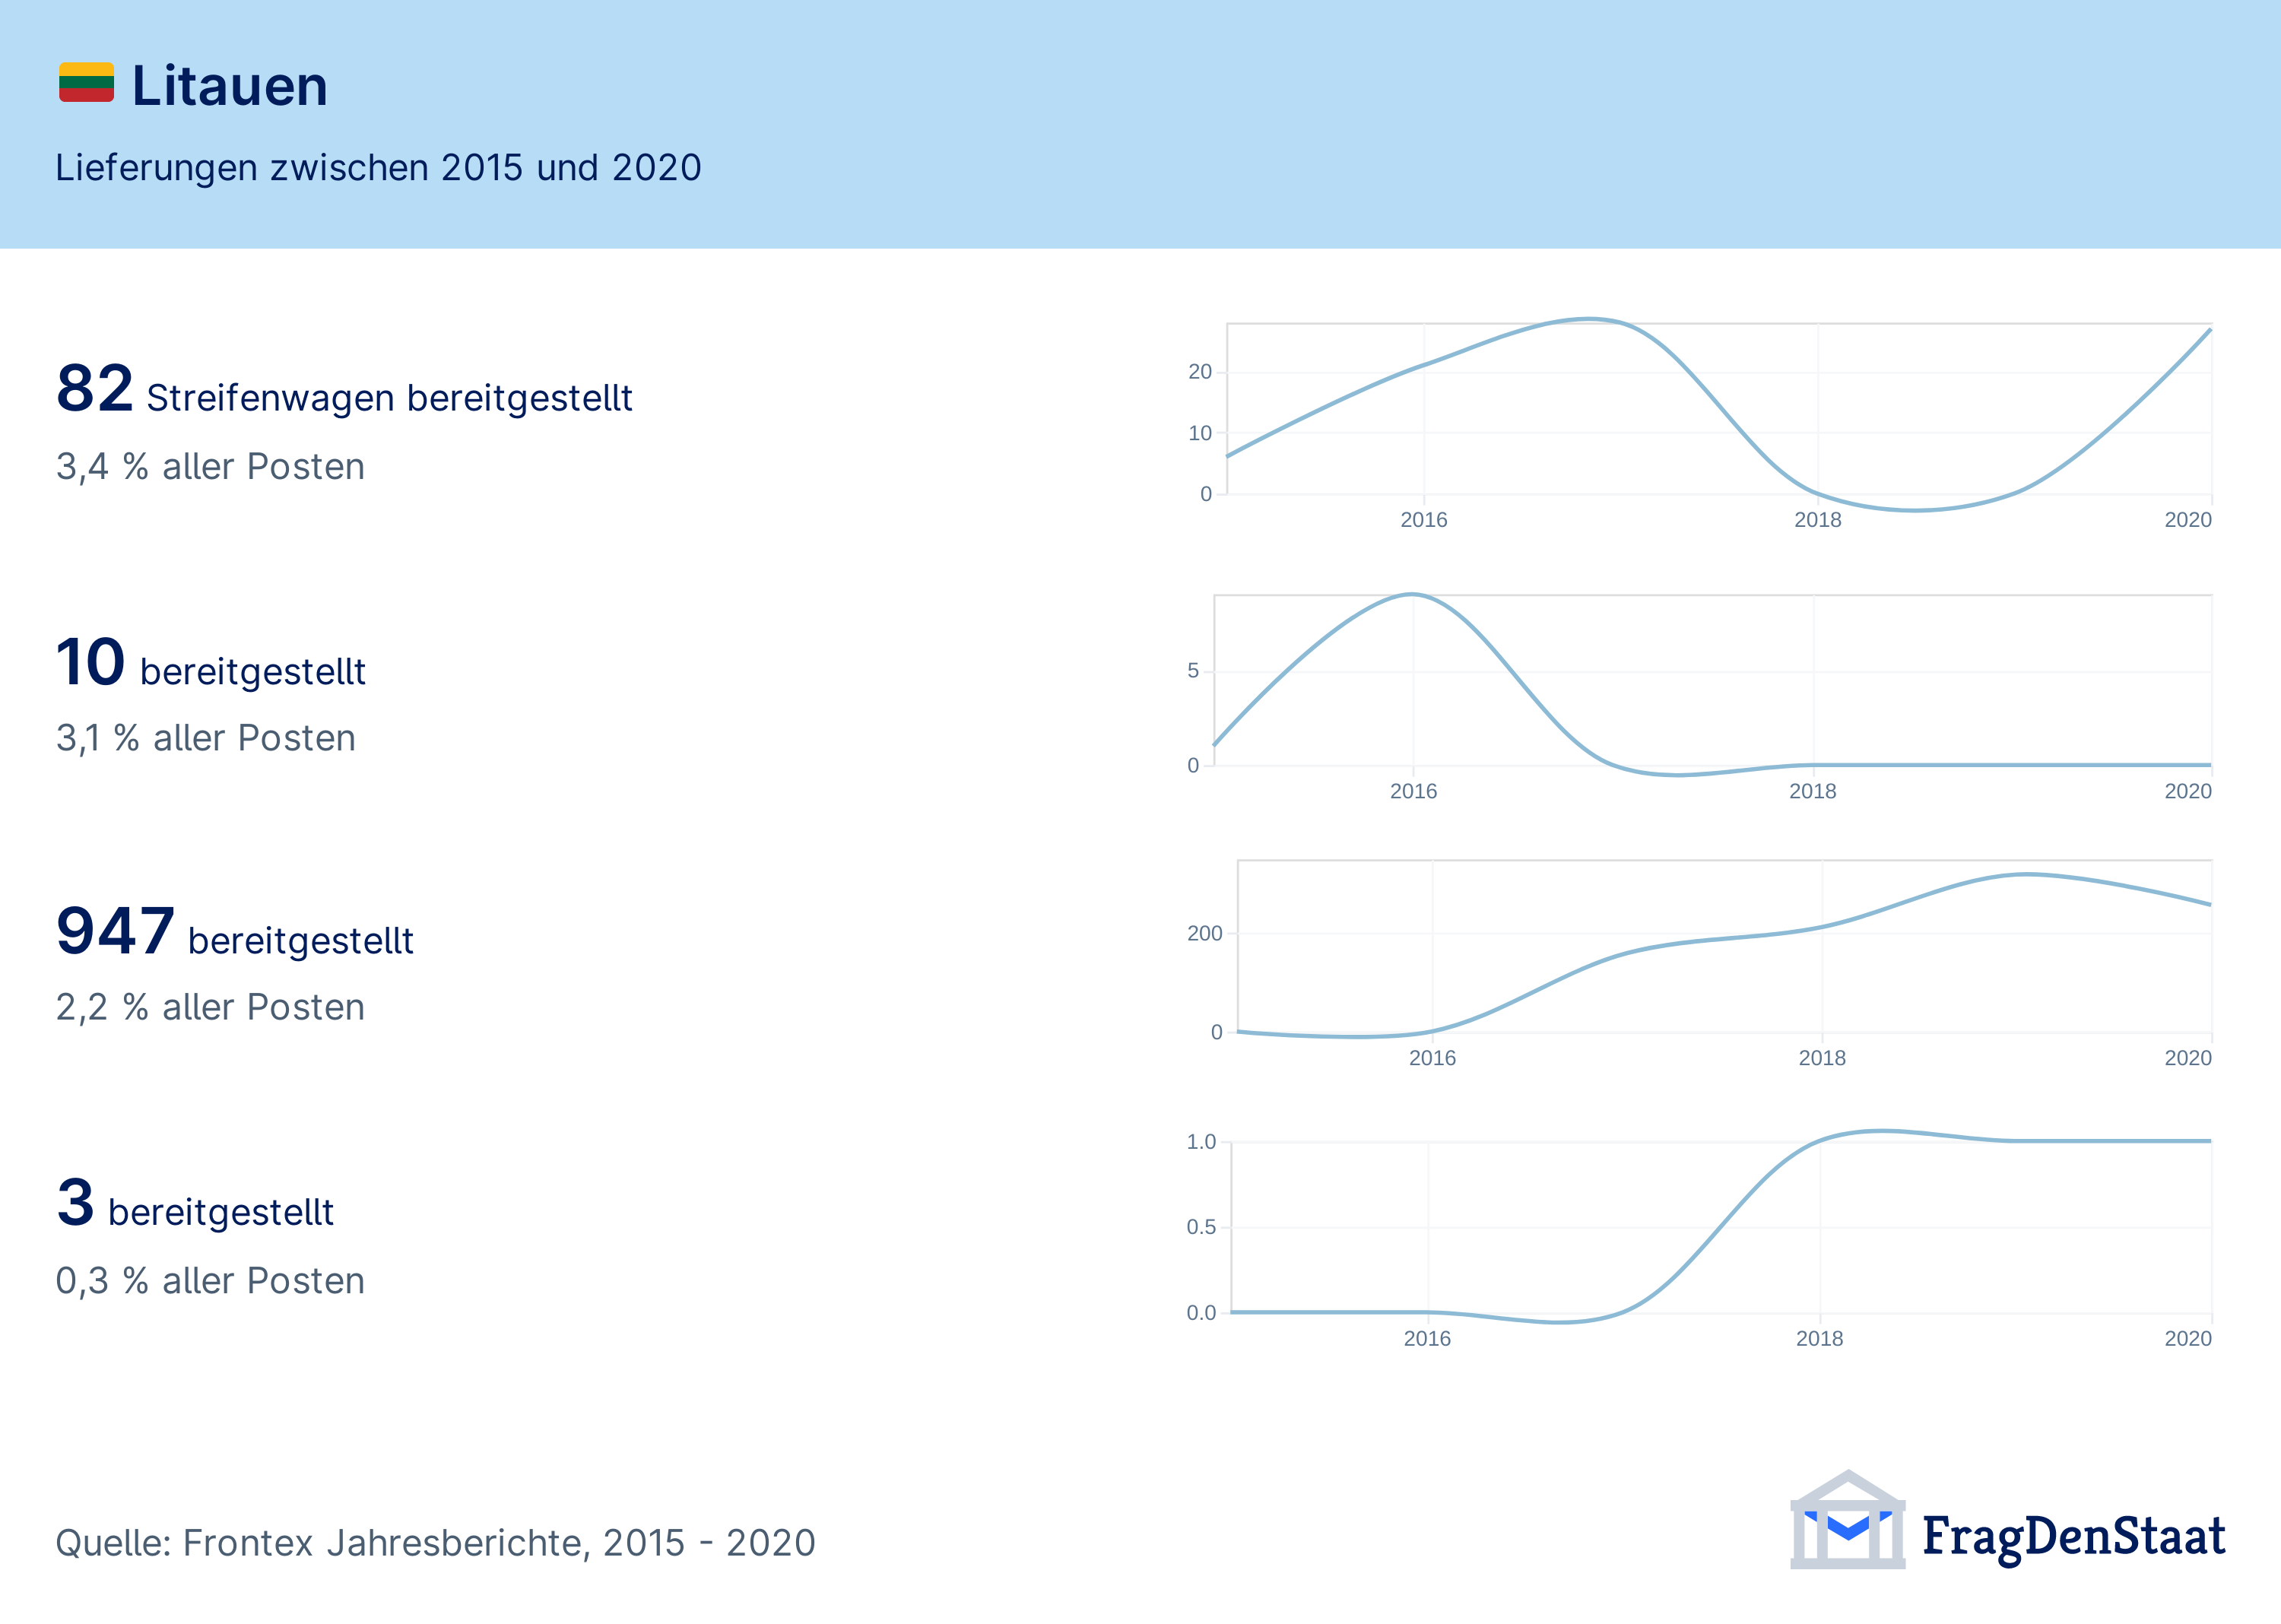 Litauen
Lieferungen zwischen 2015 und 2020
82 Streifenwagen bereitgestellt
3,4 % aller Posten
20
10
0
2016 2018 2020
10 bereitgestellt
3,1 % aller Posten
5
0
2016 2018 2020
947 bereitgestellt
2,2 % aller Posten
200
0
2016 2018 2020
3 bereitgestellt
0,3 % aller Posten
1.0
0.5
0.0
2016 2018 2020
Quelle: Frontex Jahresberichte, 2015 - 2020
FragDenStaat